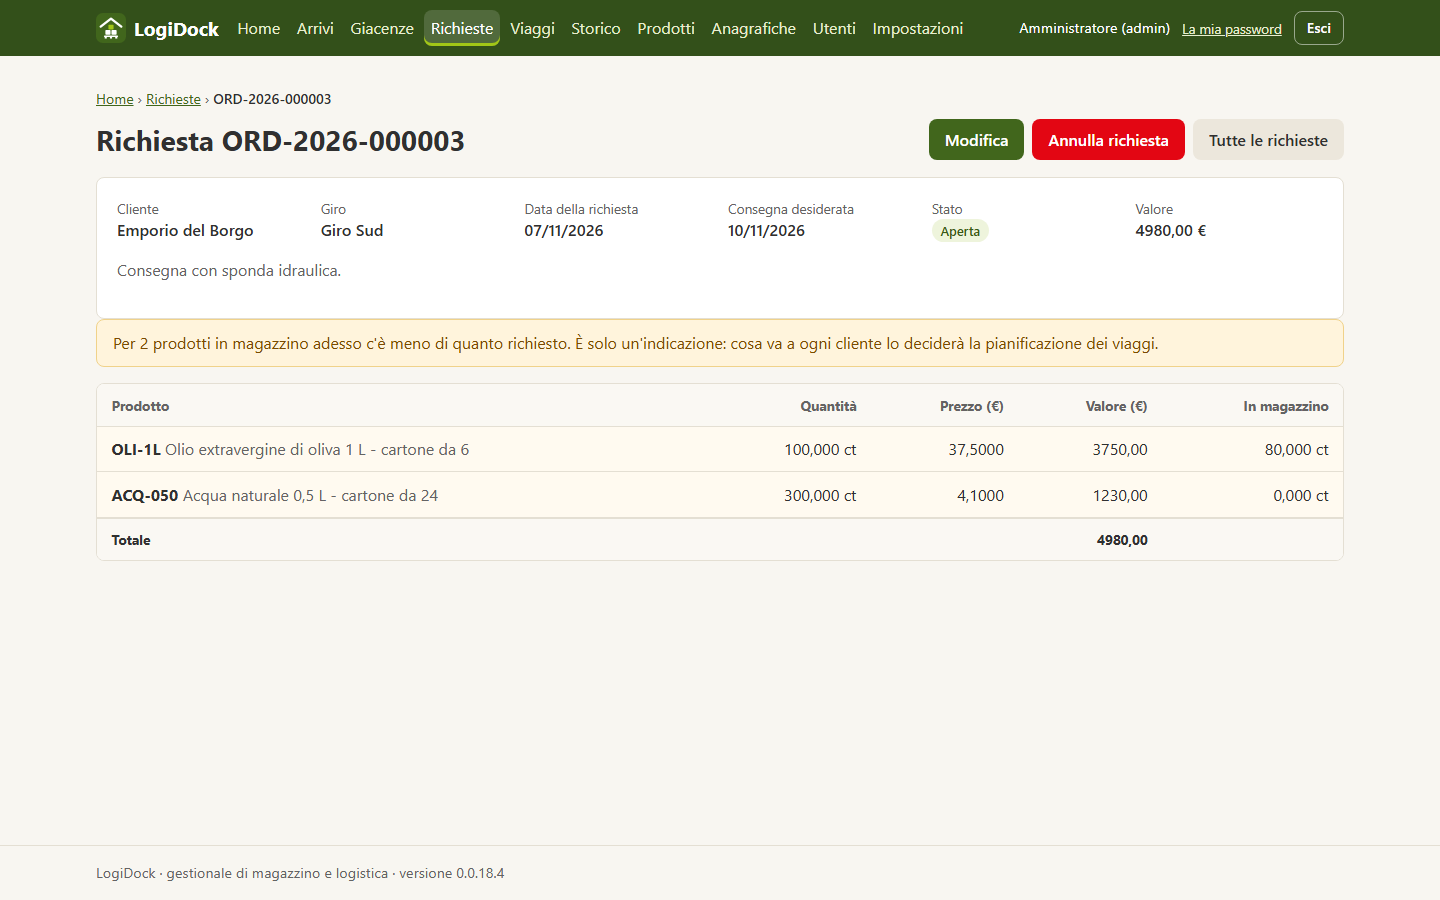 LogiDock Home Arrivi Giacenze Richieste Viaggi Storico Prodotti Anagrafiche Utenti Impostazioni Amministratore (admin) La mia password Esci
Home › Richieste › ORD-2026-000003
Richiesta ORD-2026-000003 Modifica Annulla richiesta Tutte le richieste
Cliente Giro Data della richiesta Consegna desiderata Stato Valore
Emporio del Borgo Giro Sud 07/11/2026 10/11/2026 Aperta 4980,00 €
Consegna con sponda idraulica.
Per 2 prodotti in magazzino adesso c'è meno di quanto richiesto. È solo un'indicazione: cosa va a ogni cliente lo deciderà la pianificazione dei viaggi.
Prodotto Quantità Prezzo (€) Valore (€) In magazzino
OLI-1L Olio extravergine di oliva 1 L - cartone da 6 100,000 ct 37,5000 3750,00 80,000 ct
ACQ-050 Acqua naturale 0,5 L - cartone da 24 300,000 ct 4,1000 1230,00 0,000 ct
Totale 4980,00
LogiDock · gestionale di magazzino e logistica · versione 0.0.18.4